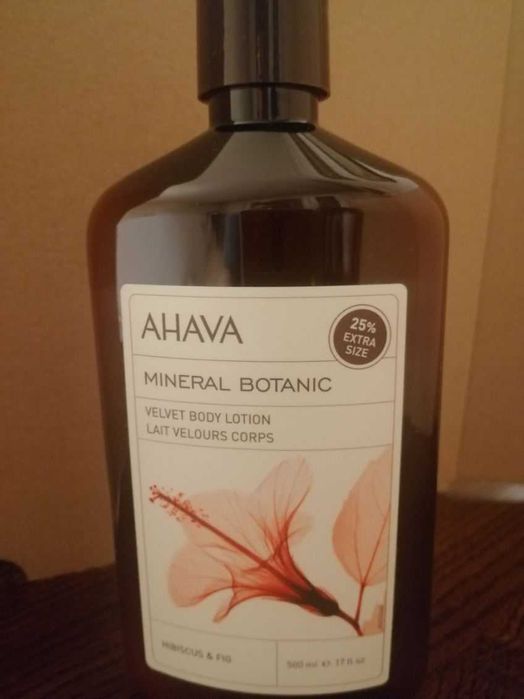 AHAVA
25%
EXTRA
SIZE
MINERAL BOTANIC
VELVET BODY LOTION
LAIT VELOURS CORPS
HIBISCUS & FIG
500 ml ℮ 17 fl oz